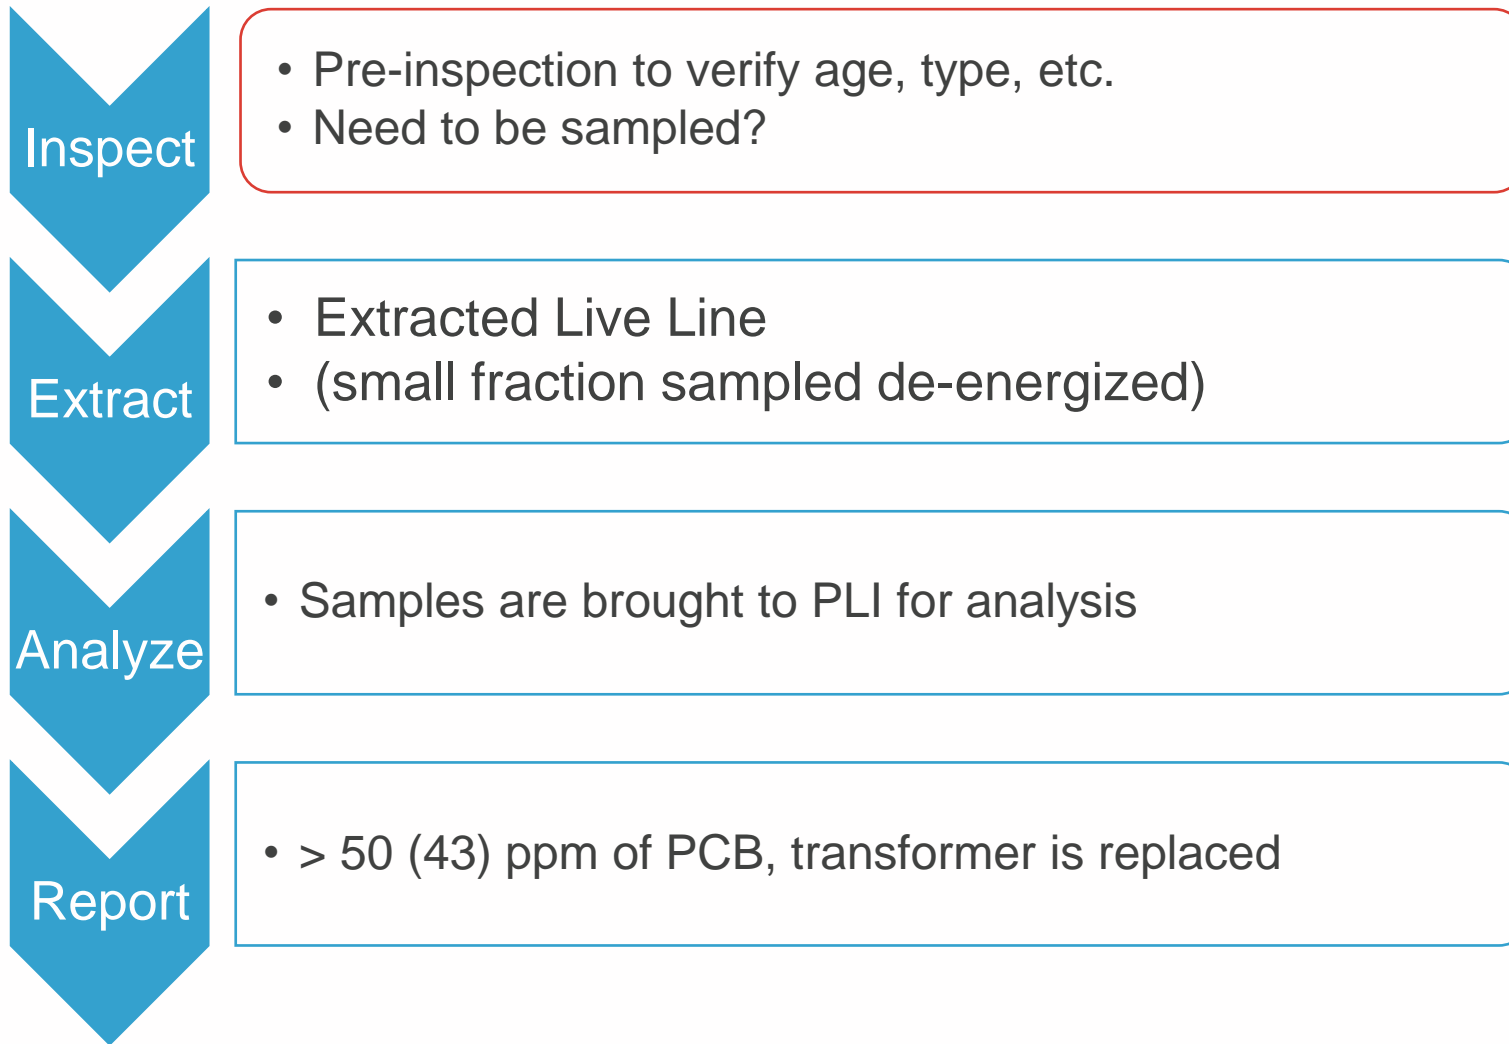 Inspect
• Pre-inspection to verify age, type, etc.
• Need to be sampled?
Extract
• Extracted Live Line
• (small fraction sampled de-energized)
Analyze
• Samples are brought to PLI for analysis
Report
• > 50 (43) ppm of PCB, transformer is replaced